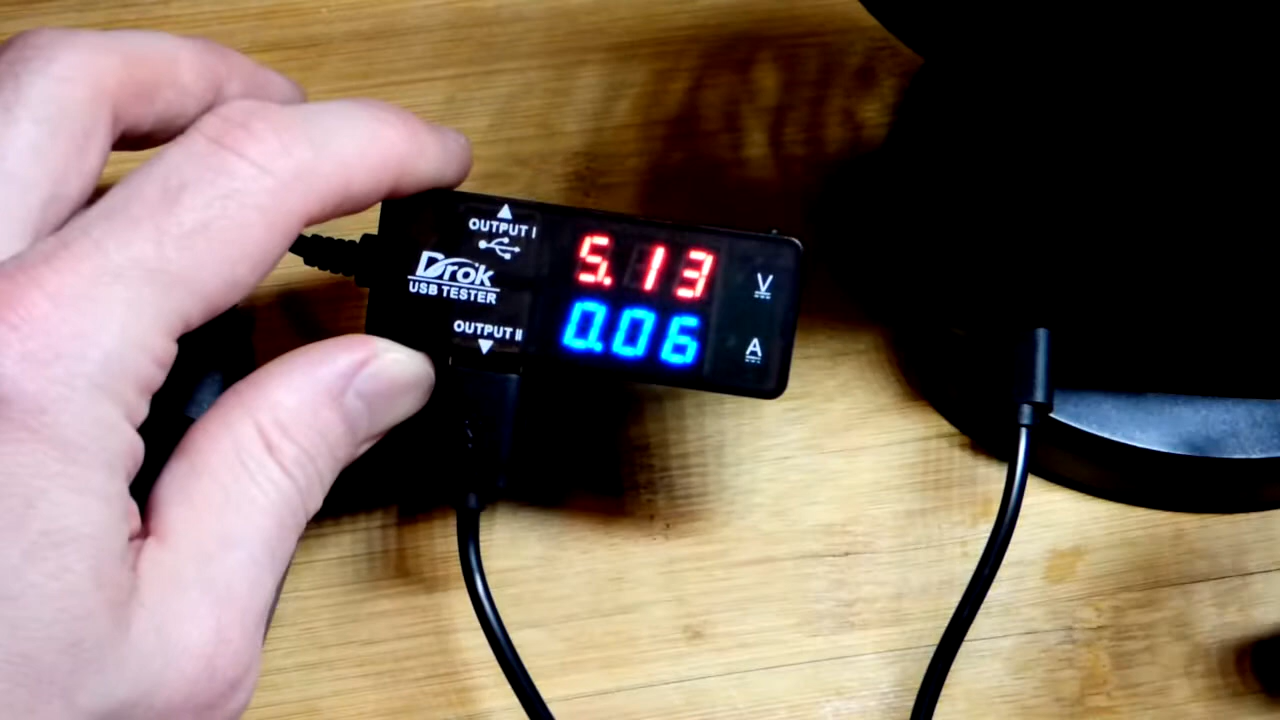 OUTPUT I
Drok
USB TESTER
OUTPUT II
5.13 V
0.06 A